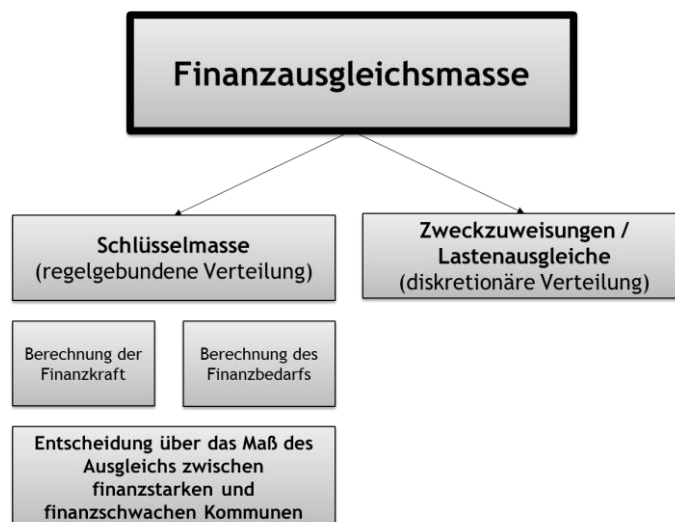 Finanzausgleichsmasse
Schlüsselmasse
(regelgebundene Verteilung)
Zweckzuweisungen /
Lastenausgleiche
(diskretionäre Verteilung)
Berechnung der
Finanzkraft
Berechnung des
Finanzbedarfs
Entscheidung über das Maß des
Ausgleichs zwischen
finanzstarken und
finanzschwachen Kommunen